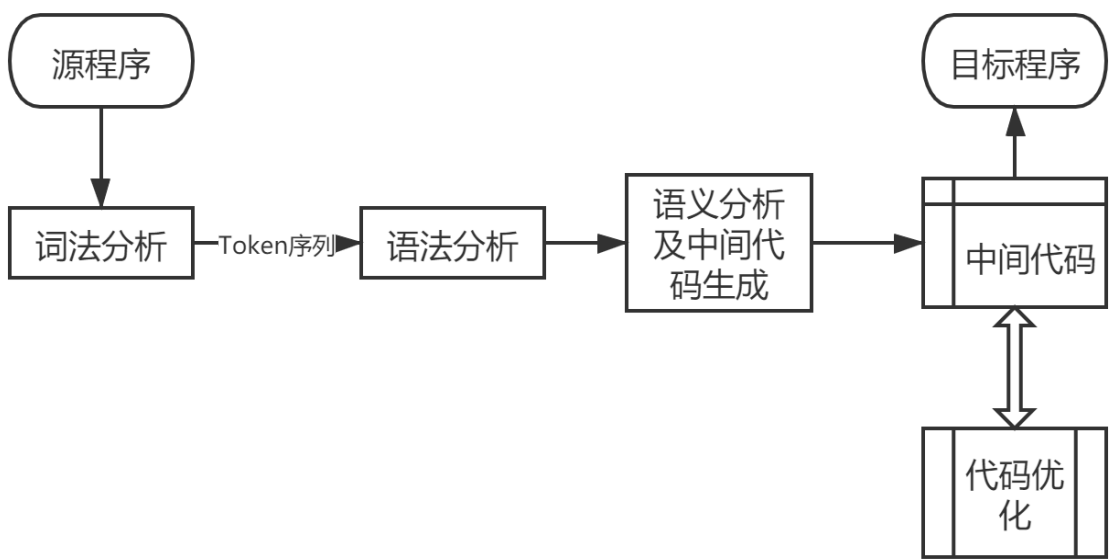 源程序
目标程序
词法分析
Token序列
语法分析
语义分析
及中间代
码生成
中间代码
代码优
化